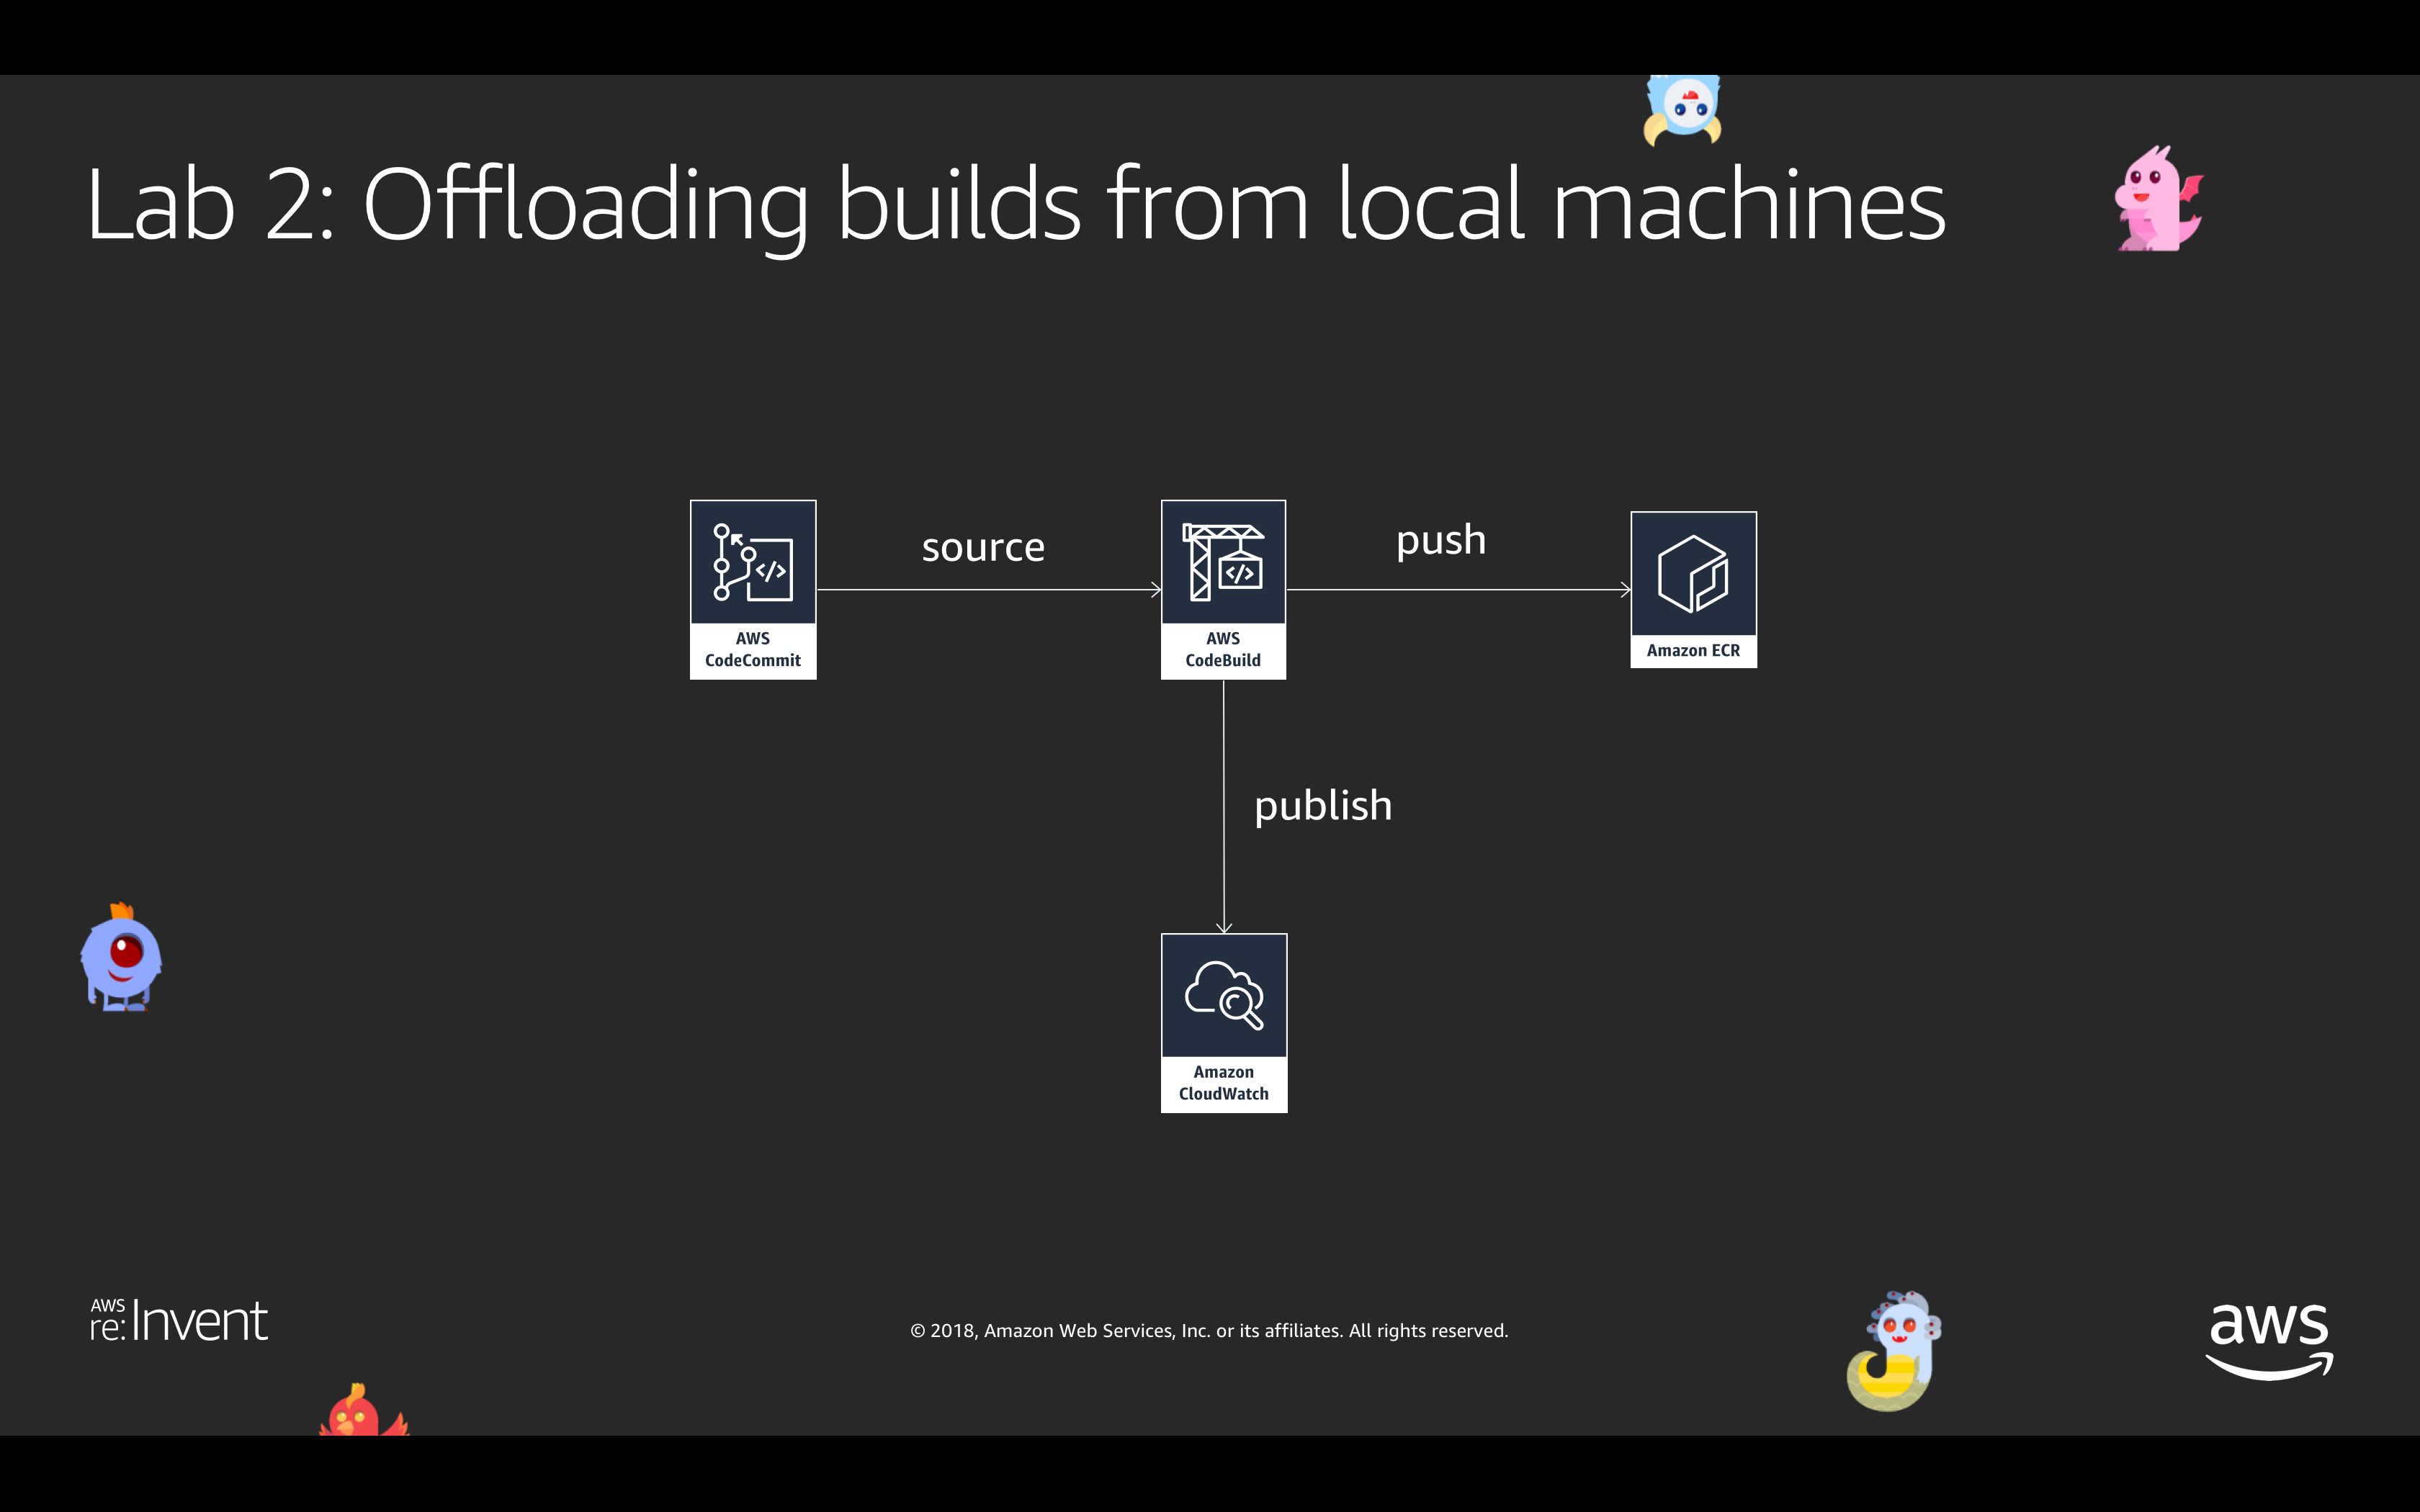 Lab 2: Offloading builds from local machines
source
push
AWS
CodeCommit
AWS
CodeBuild
Amazon ECR
publish
Amazon
CloudWatch
AWS
re:Invent
© 2018, Amazon Web Services, Inc. or its affiliates. All rights reserved.
aws